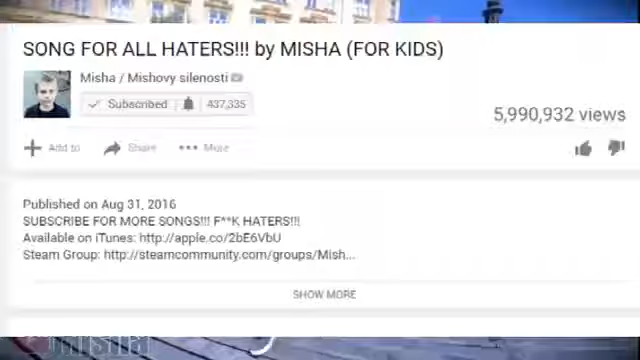 SONG FOR ALL HATERS!!! by MISHA (FOR KIDS)
Misha / Mishovy silenosti
Subscribed 437,335
5,990,932 views
Add to Share More
Published on Aug 31, 2016
SUBSCRIBE FOR MORE SONGS!!! F**K HATERS!!!
Available on iTunes: http://apple.co/2bE6VbU
Steam Group: http://steamcommunity.com/groups/Mish...
SHOW MORE
misha